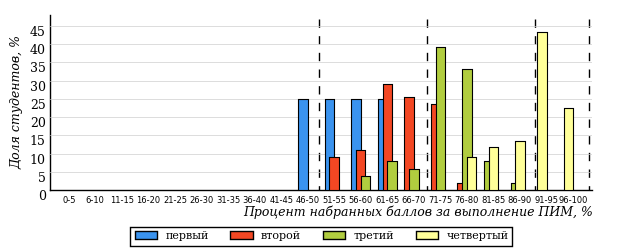 Доля студентов, %
45
40
35
30
25
20
15
10
5
0
0-5 6-10 11-15 16-20 21-25 26-30 31-35 36-40 41-45 46-50 51-55 56-60 61-65 66-70 71-75 76-80 81-85 86-90 91-95 96-100
Процент набранных баллов за выполнение ПИМ, %
первый второй третий четвертый